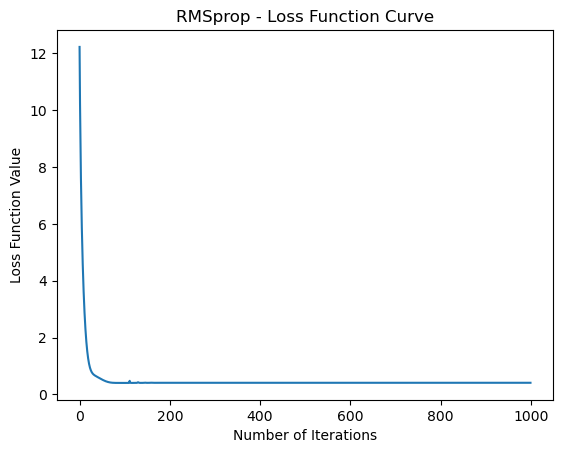 RMSprop - Loss Function Curve
12
10
8
6
4
2
0
Loss Function Value
0 200 400 600 800 1000
Number of Iterations